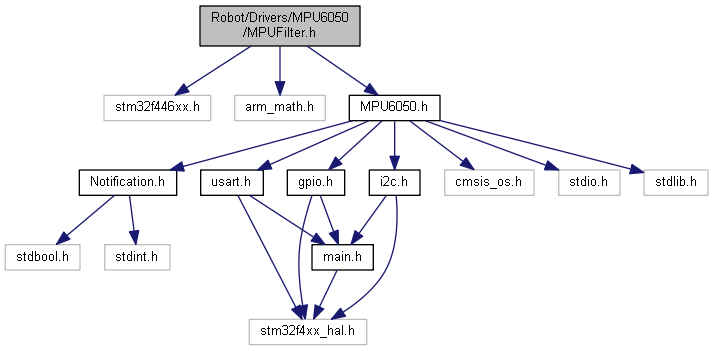 Robot/Drivers/MPU6050
/MPUFilter.h
stm32f446xx.h
arm_math.h
MPU6050.h
Notification.h
usart.h
gpio.h
i2c.h
cmsis_os.h
stdio.h
stdlib.h
stdbool.h
stdint.h
main.h
stm32f4xx_hal.h